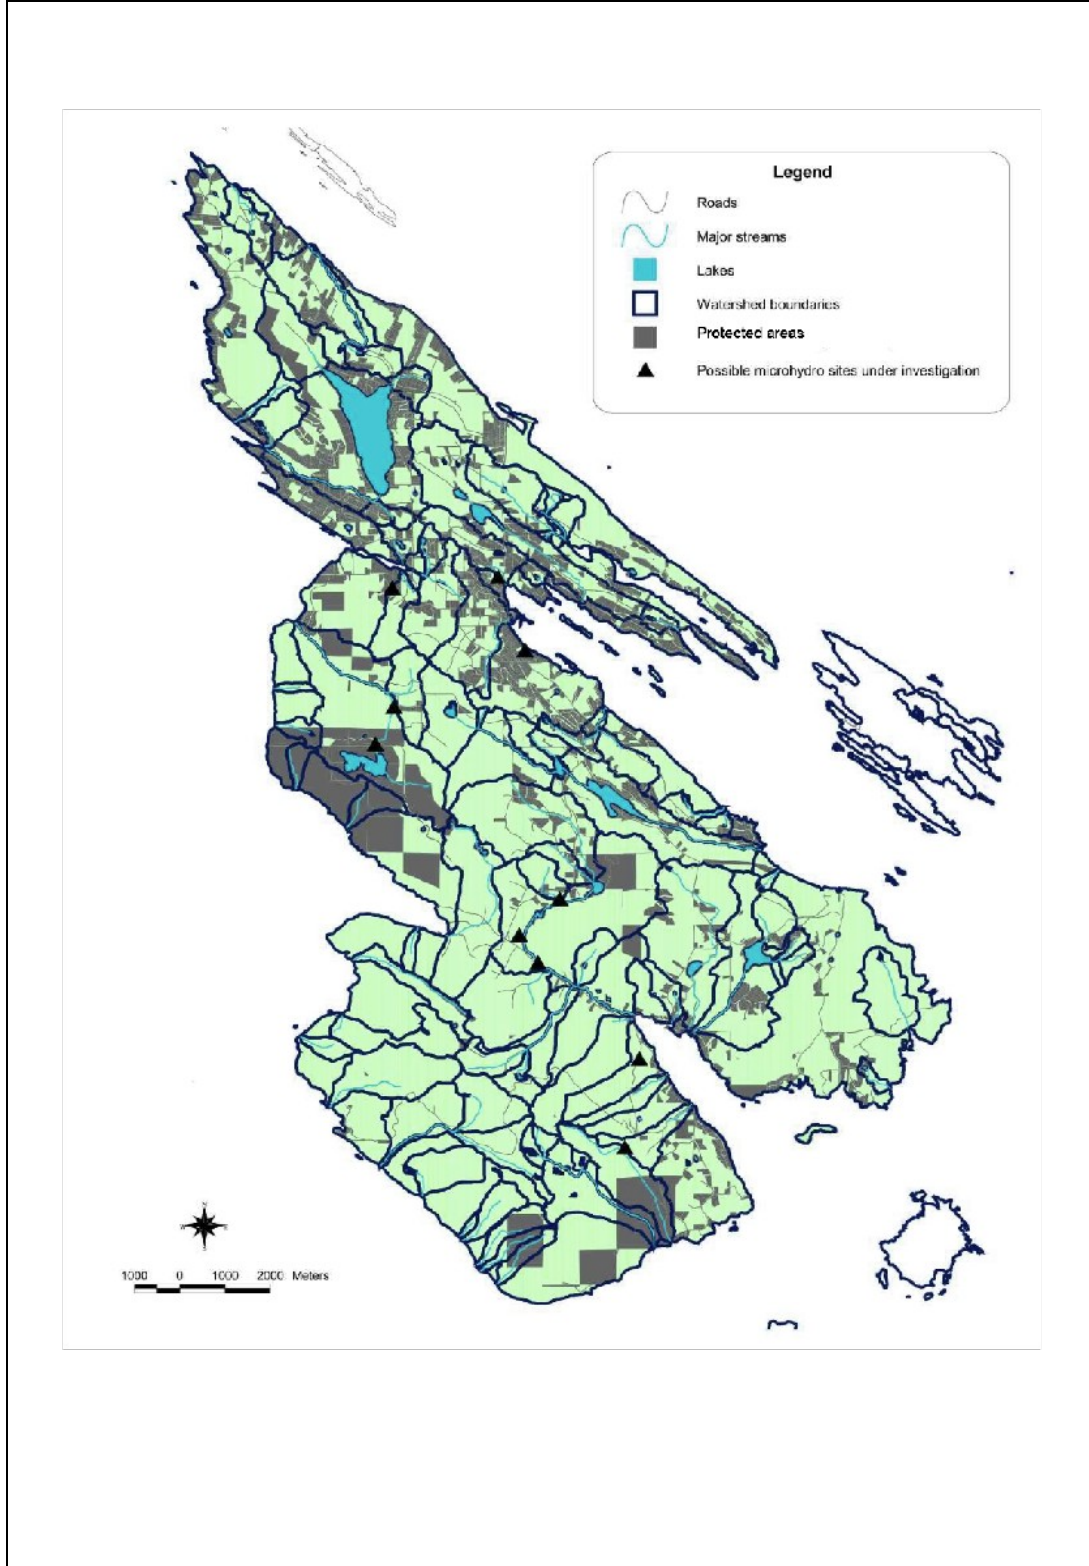 Legend
Roads
Major streams
Lakes
Watershed boundaries
Protected areas
Possible microhydro sites under investigation
1000 0 1000 2000 Meters